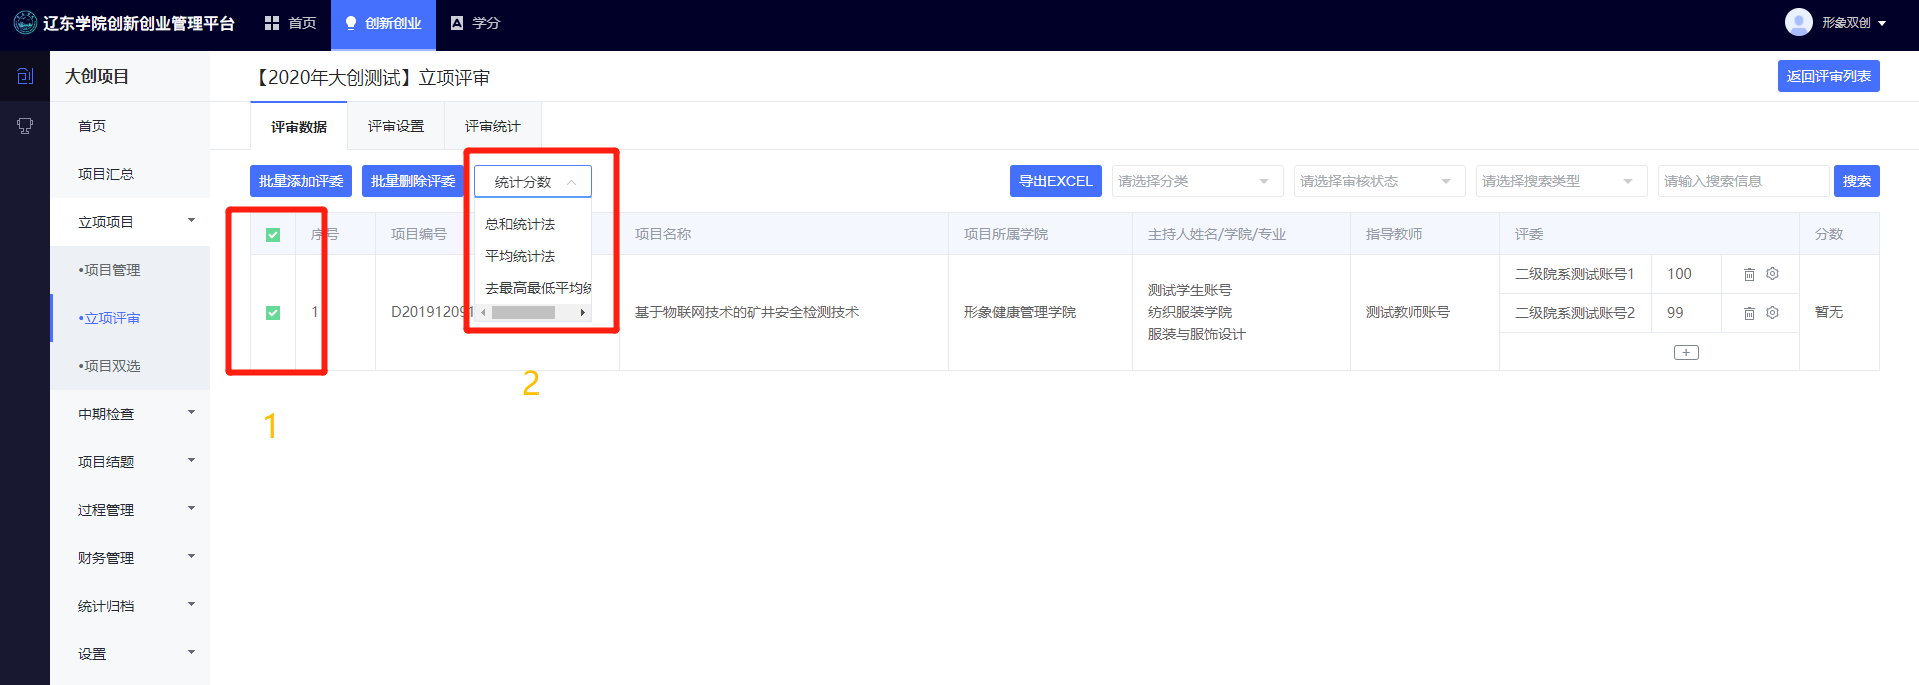 辽东学院创新创业管理平台
首页
创新创业
学分
形象双创
大创项目
【2020年大创测试】立项评审
返回评审列表
首页
项目汇总
立项项目
•项目管理
•立项评审
•项目双选
中期检查
项目结题
过程管理
财务管理
统计归档
设置
评审数据
评审设置
评审统计
批量添加评委
批量删除评委
统计分数
总和统计法
平均统计法
去最高最低平均
导出EXCEL
请选择分类
请选择审核状态
请选择搜索类型
请输入搜索信息
搜索
序号
项目编号
项目名称
项目所属学院
主持人姓名/学院/专业
指导教师
评委
分数
1
D201912091
基于物联网技术的矿井安全检测技术
形象健康管理学院
测试学生账号
纺织服装学院
服装与服饰设计
测试教师账号
二级院系测试账号1
100
二级院系测试账号2
99
+
暂无
1
2